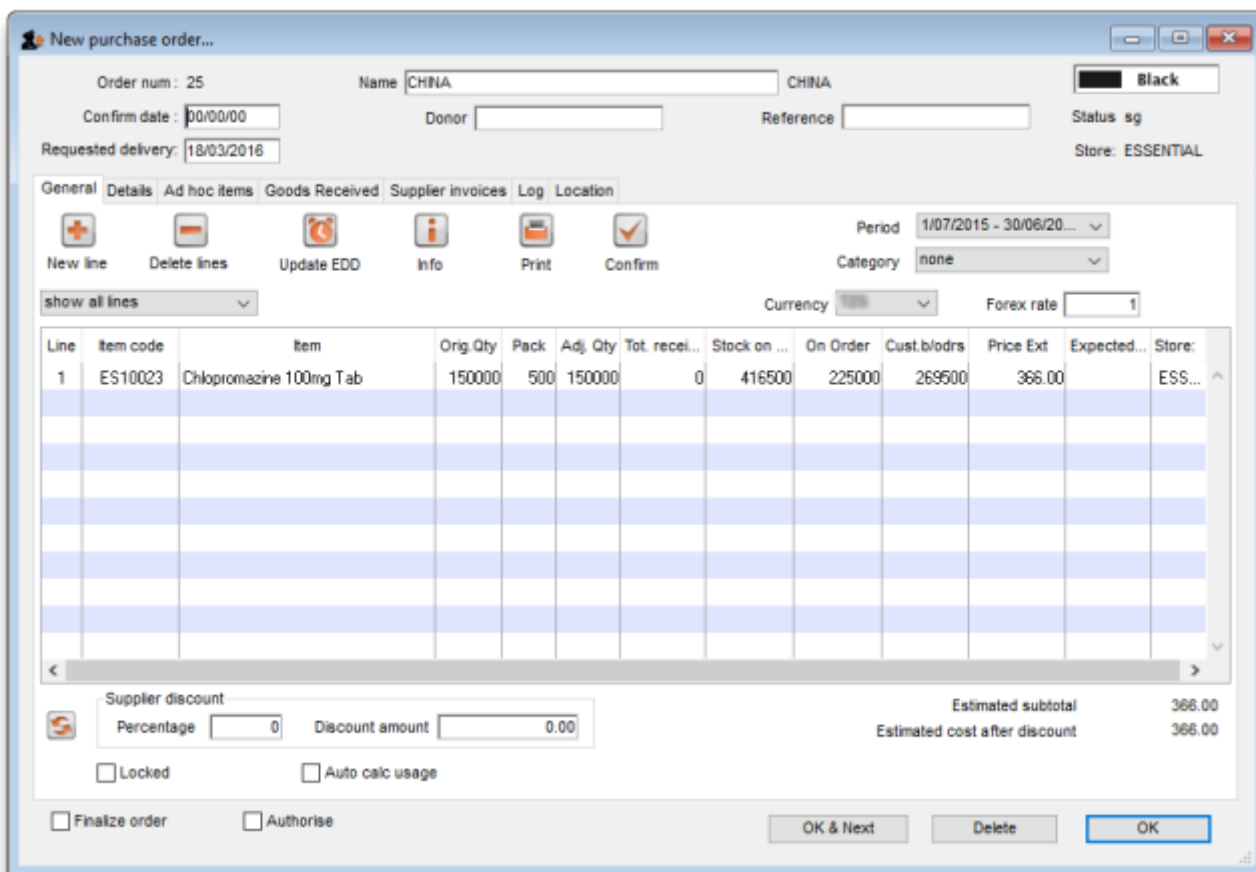 New purchase order...
Order num : 25
Name CHINA
CHINA
Black
Confirm date : 00/00/00
Donor
Reference
Status sg
Requested delivery: 18/03/2016
Store: ESSENTIAL
General Details Ad hoc items Goods Received Supplier invoices Log Location
New line Delete lines Update EDD Info Print Confirm
Period 1/07/2015 - 30/06/20...
Category none
show all lines
Currency
Forex rate 1
Line Item code Item Orig.Qty Pack Adj. Qty Tot. recei... Stock on ... On Order Cust.b/odrs Price Ext Expected... Store:
1 ES10023 Chlopromazine 100mg Tab 150000 500 150000 0 416500 225000 269500 366.00 ESS...
Supplier discount
Percentage 0 Discount amount 0.00
Estimated subtotal 366.00
Estimated cost after discount 366.00
Locked Auto calc usage
Finalize order Authorise
OK & Next Delete OK